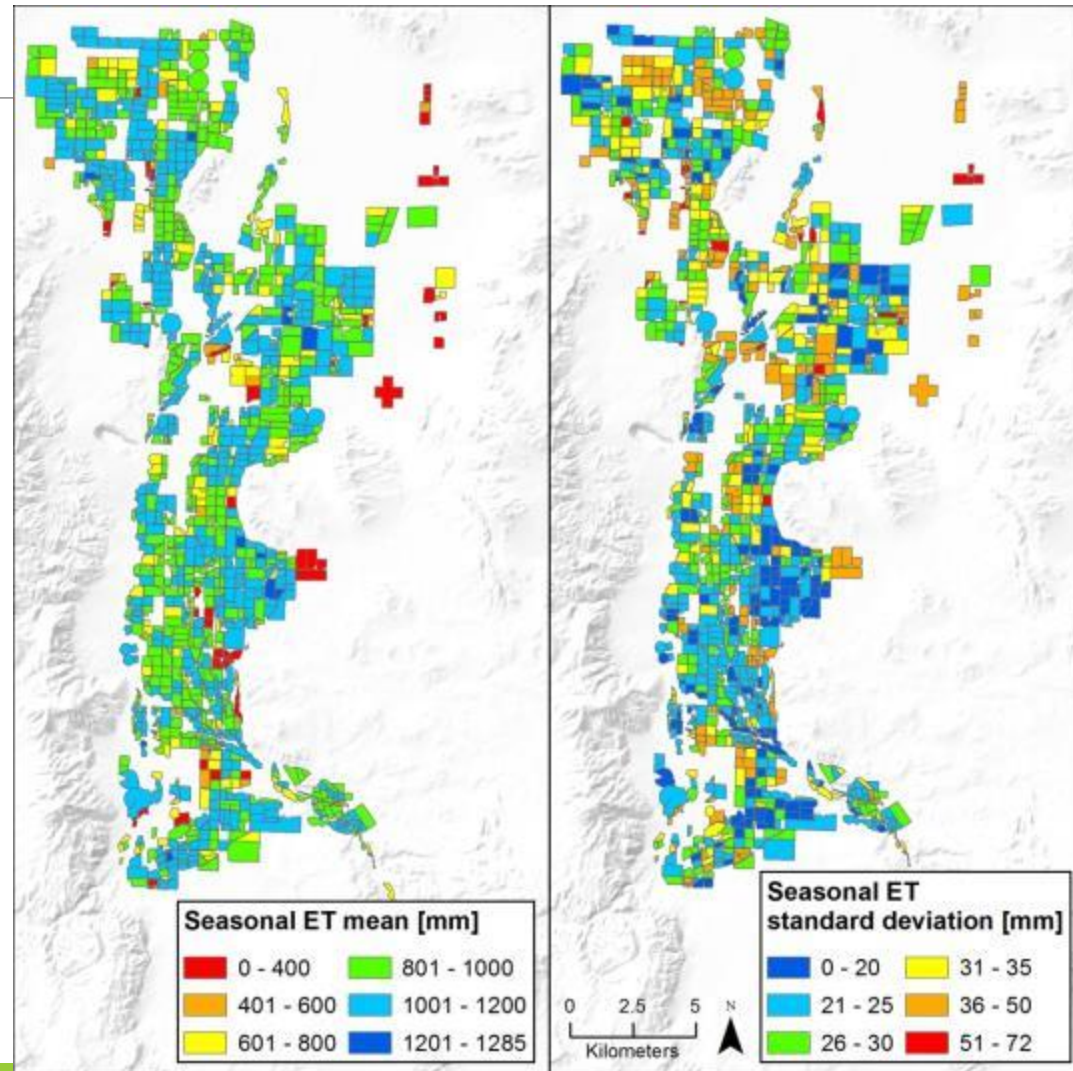 Seasonal ET mean [mm]
0 - 400
801 - 1000
401 - 600
1001 - 1200
601 - 800
1201 - 1285
Seasonal ET
standard deviation [mm]
0 - 20
31 - 35
21 - 25
36 - 50
26 - 30
51 - 72
0 2.5 5
Kilometers
N